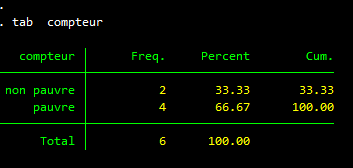 .
. tab compteur
compteur Freq. Percent Cum.
non pauvre 2 33.33 33.33
pauvre 4 66.67 100.00
Total 6 100.00